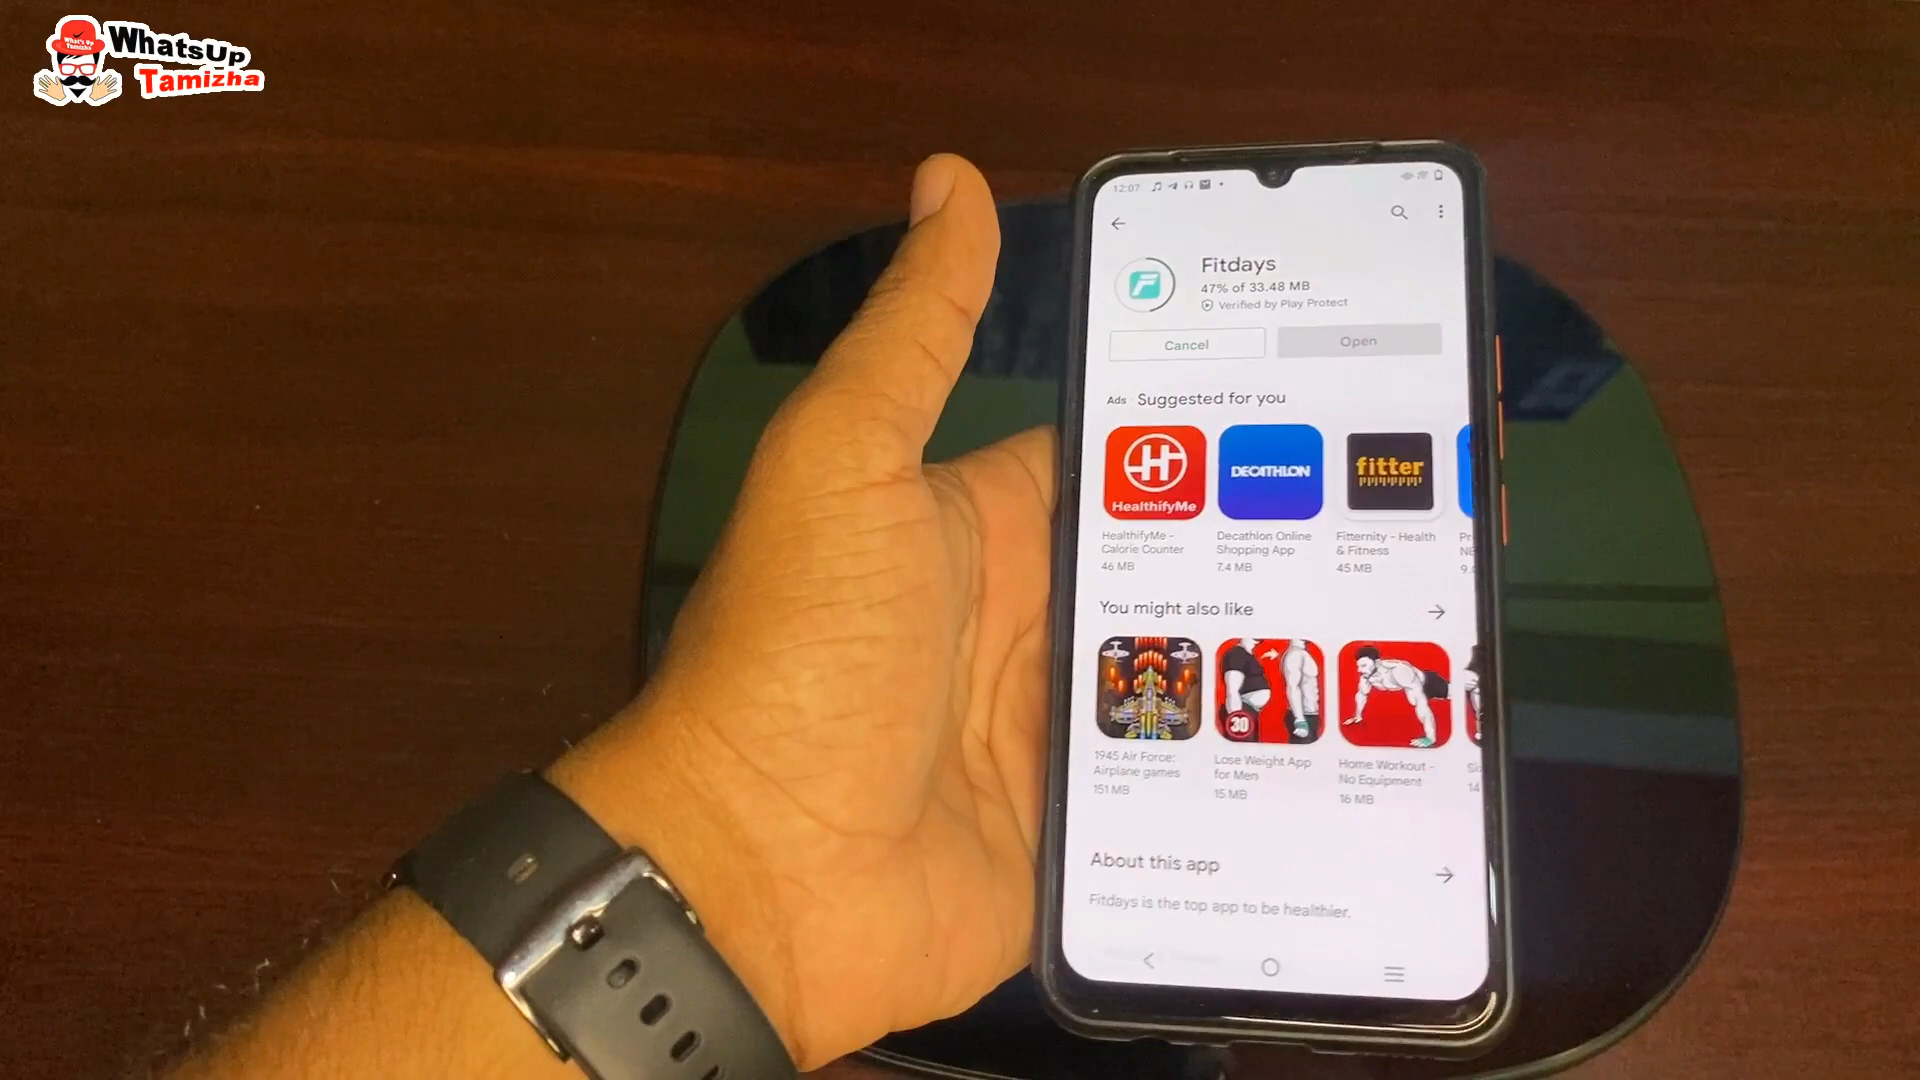 What's Up
Tamizha
WhatsUp
Tamizha
12:07
Fitdays
47% of 33.48 MB
Verified by Play Protect
Cancel
Open
Ads · Suggested for you
HealthifyMe
DECATHLON
fitter
HealthifyMe -
Calorie Counter
46 MB
Decathlon Online
Shopping App
7.4 MB
Fitternity - Health
& Fitness
45 MB
You might also like
30
1945 Air Force:
Airplane games
151 MB
Lose Weight App
for Men
15 MB
Home Workout -
No Equipment
16 MB
14
About this app
Fitdays is the top app to be healthier.